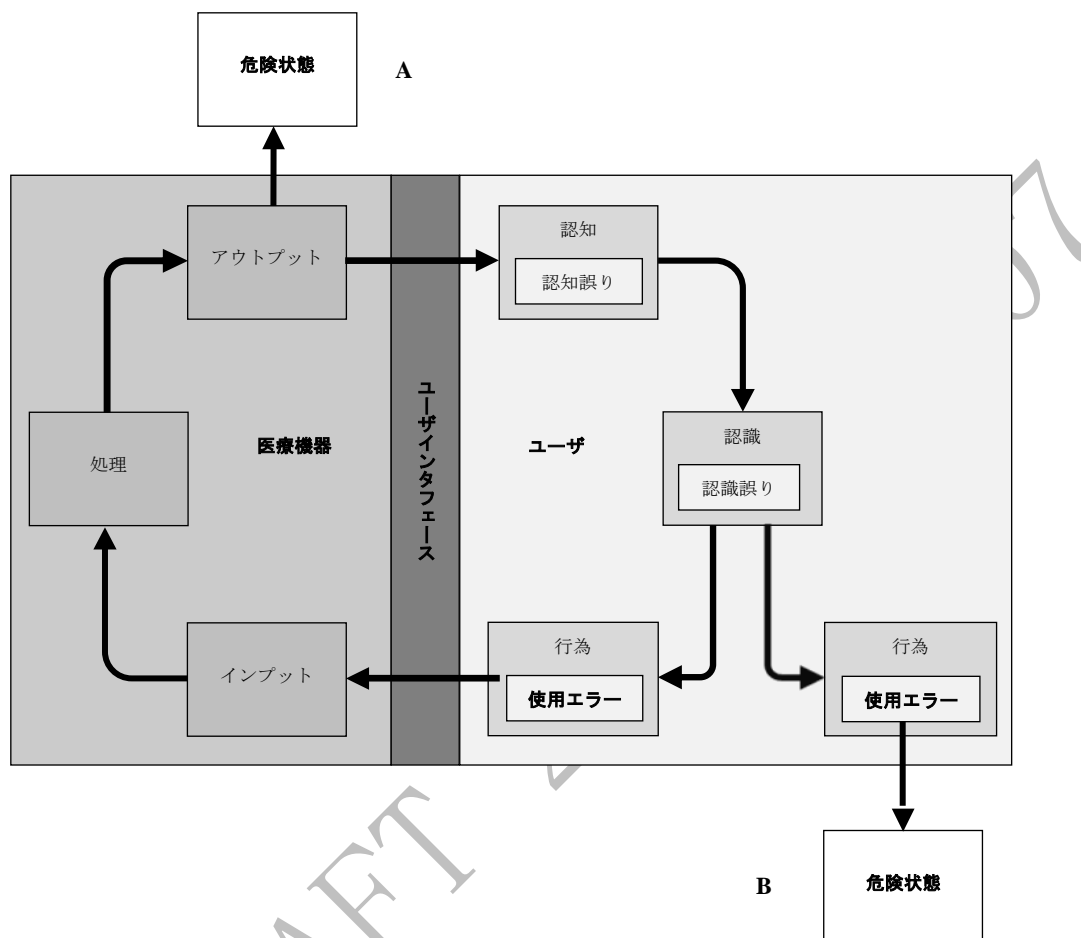 危険状態
A
アウトプット
認知
認知誤り
処理
医療機器
ユーザインタフェース
ユーザ
認識
認識誤り
インプット
行為
使用エラー
行為
使用エラー
B
危険状態